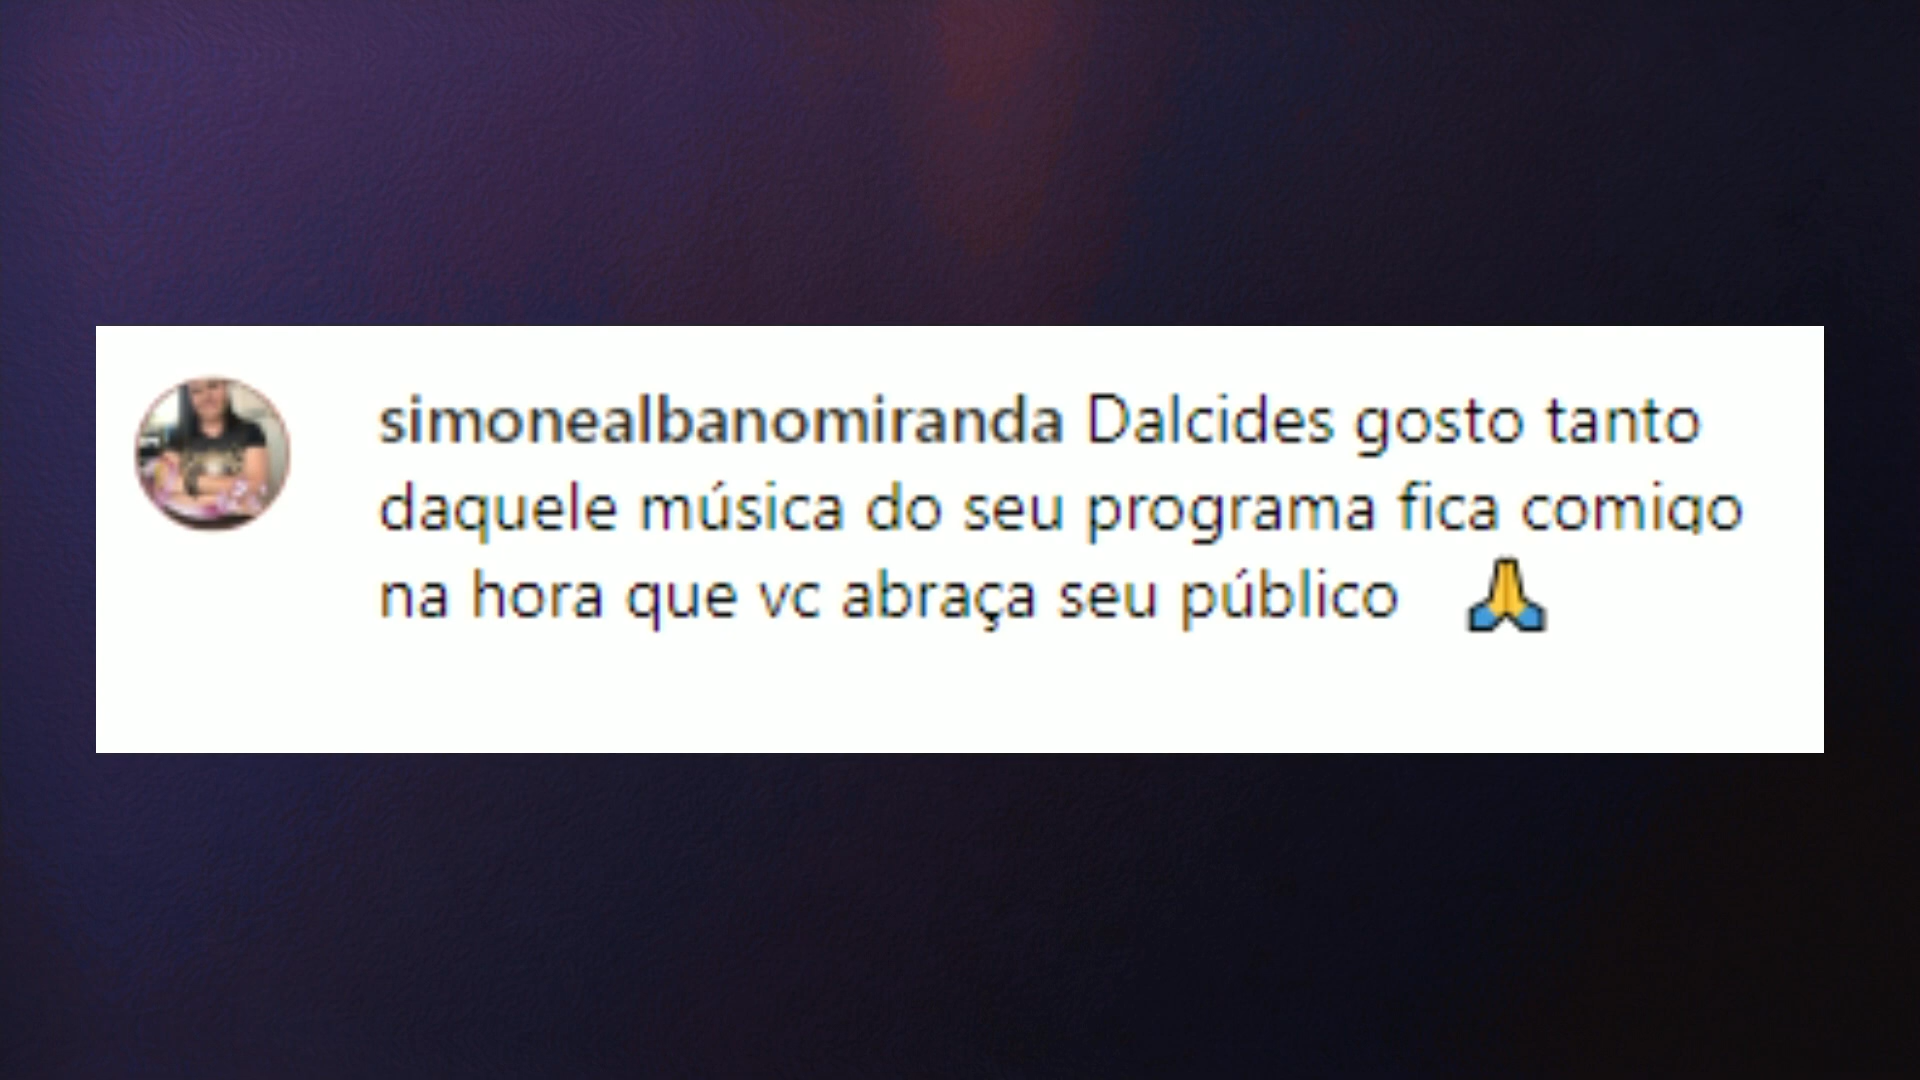 simonealbanomiranda Dalcides gosto tanto
daquele música do seu programa fica comigo
na hora que vc abraça seu público 🙏